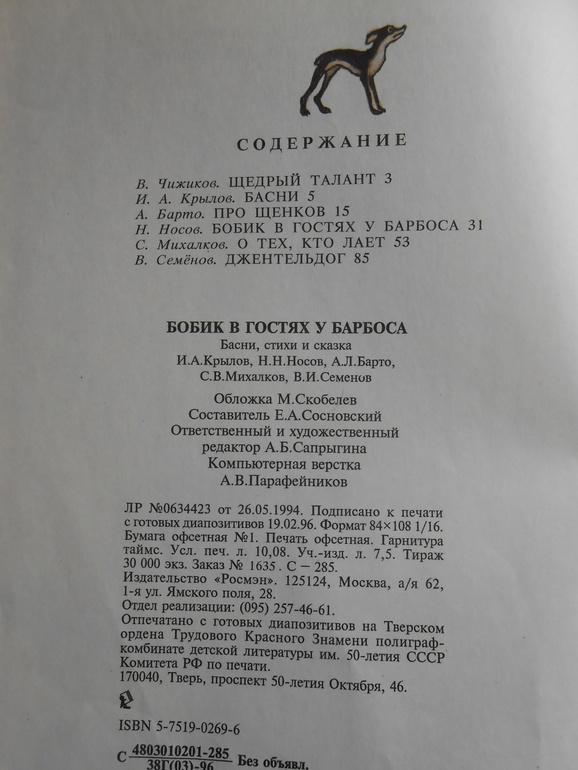 СОДЕРЖАНИЕ
В. Чижиков. ЩЕДРЫЙ ТАЛАНТ 3
И. А. Крылов. БАСНИ 5
А. Барто. ПРО ЩЕНКОВ 15
Н. Носов. БОБИК В ГОСТЯХ У БАРБОСА 31
С. Михалков. О ТЕХ, КТО ЛАЕТ 53
В. Семёнов. ДЖЕНТЕЛЬДОГ 85
БОБИК В ГОСТЯХ У БАРБОСА
Басни, стихи и сказка
И.А.Крылов, Н.Н.Носов, А.Л.Барто,
С.В.Михалков, В.И.Семенов
Обложка М.Скобелев
Составитель Е.А.Сосновский
Ответственный и художественный
редактор А.Б.Сапрыгина
Компьютерная верстка
А.В.Парафейников
ЛР №0634423 от 26.05.1994. Подписано к печати
с готовых диапозитивов 19.02.96. Формат 84×108 1/16.
Бумага офсетная №1. Печать офсетная. Гарнитура
таймс. Усл. печ. л. 10,08. Уч.-изд. л. 7,5. Тираж
30 000 экз. Заказ № 1635. С – 285.
Издательство «Росмэн». 125124, Москва, а/я 62,
1-я ул. Ямского поля, 28.
Отдел реализации: (095) 257-46-61.
Отпечатано с готовых диапозитивов на Тверском
ордена Трудового Красного Знамени полиграф-
комбинате детской литературы им. 50-летия СССР
Комитета РФ по печати.
170040, Тверь, проспект 50-летия Октября, 46.
ISBN 5-7519-0269-6
С 4803010201-285 Без объявл.
38Г(03)-96